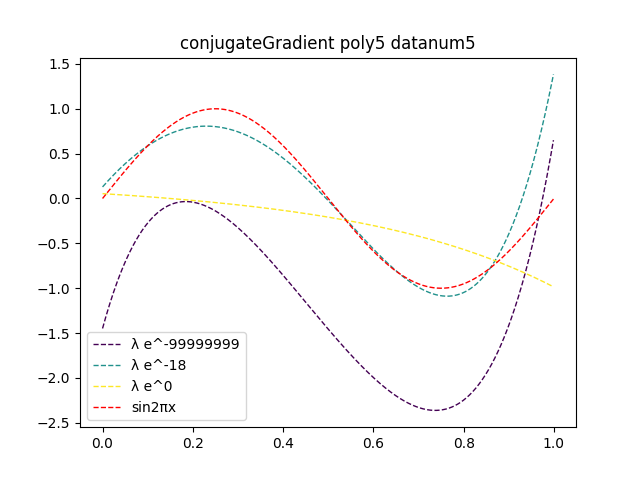 conjugateGradient poly5 datanum5
1.5
1.0
0.5
0.0
−0.5
−1.0
−1.5
−2.0
−2.5
λ e^-99999999
λ e^-18
λ e^0
sin2πx
0.0 0.2 0.4 0.6 0.8 1.0